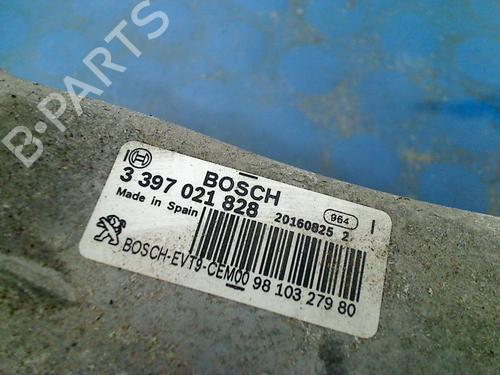 B-PARTS
BOSCH
3 397 021 828
Made in Spain
20160825 2
964
BOSCH-EVT9-CEM00
98 103 279 80